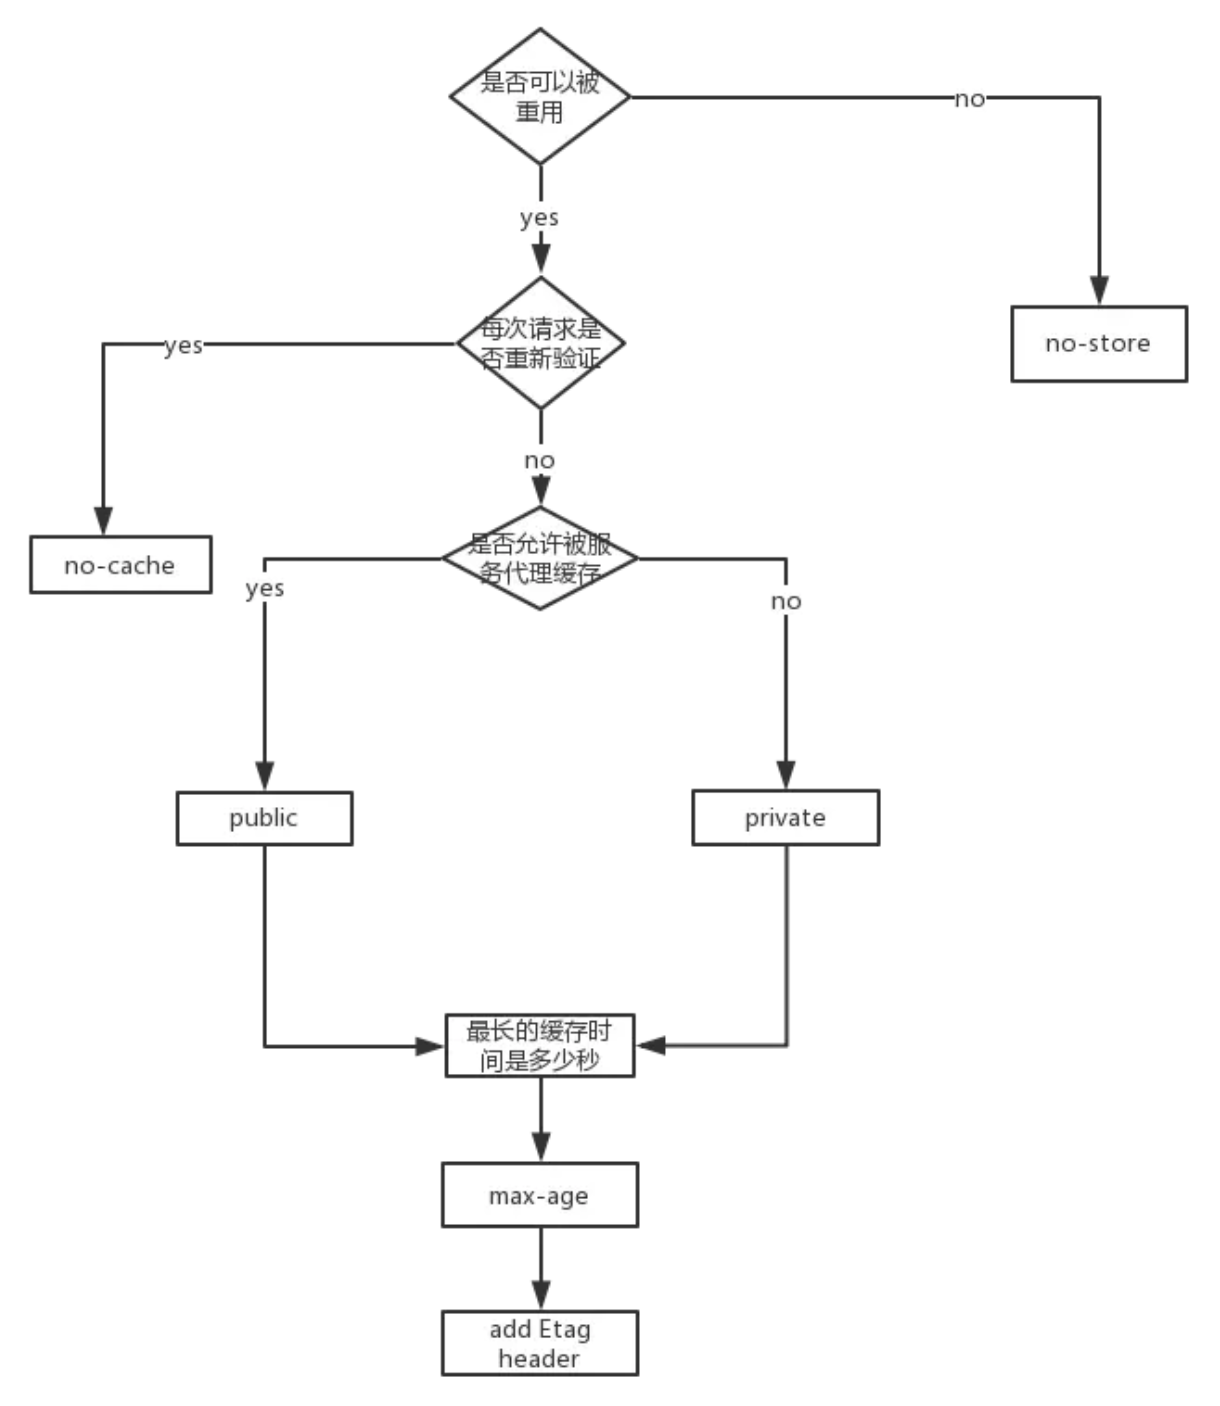 是否可以被
重用
no
yes
每次请求是
否重新验证
yes
no-store
no
是否允许被服
务代理缓存
no-cache
yes
no
public
private
最长的缓存时
间是多少秒
max-age
add Etag
header